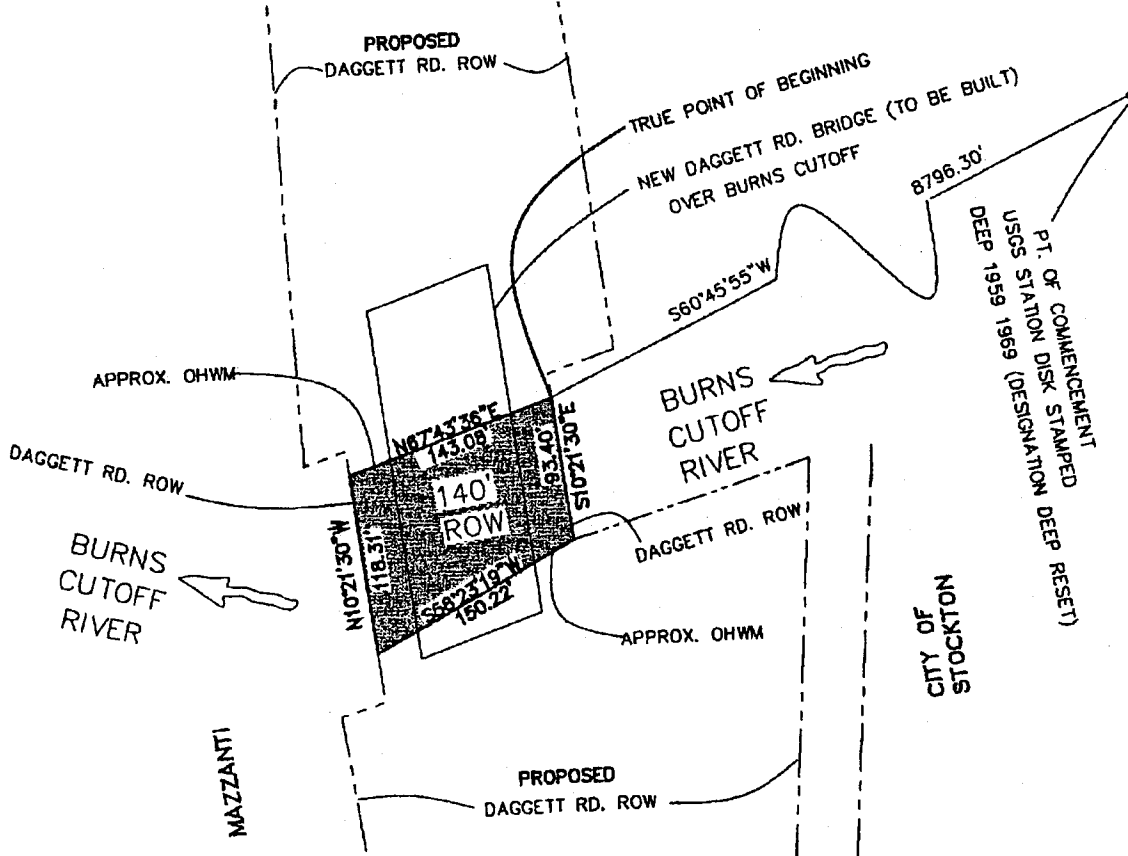 PROPOSED
DAGGETT RD. ROW
TRUE POINT OF BEGINNING
NEW DAGGETT RD. BRIDGE (TO BE BUILT)
OVER BURNS CUTOFF
8796.30'
PT. OF COMMENCEMENT
USGS STATION DISK STAMPED
DEEP 1959 1969 (DESIGNATION DEEP RESET)
S60°45'55"W
APPROX. OHWM
BURNS
CUTOFF
RIVER
N67°43'36"E
143.08'
93.40'
S10°21'30"E
DAGGETT RD. ROW
140'
ROW
N10°21'30"W
118.31'
S58°23'19"W
150.22'
DAGGETT RD. ROW
BURNS
CUTOFF
RIVER
APPROX. OHWM
CITY OF
STOCKTON
MAZZANTI
PROPOSED
DAGGETT RD. ROW